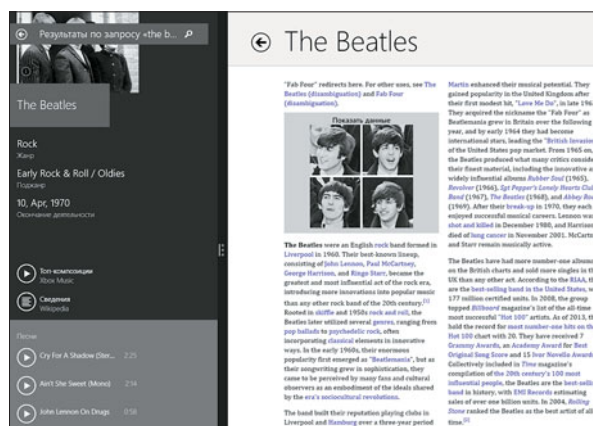 Результаты по запросу «the b...
The Beatles
Rock
Жанр
Early Rock & Roll / Oldies
Поджанр
10, Apr, 1970
Окончание деятельности
Топ-композиции
Xbox Music
Сведения
Wikipedia
Песни
Cry For A Shadow (Ster... 2:25
Ain't She Sweet (Mono) 2:14
John Lennon On Drugs 0:58
The Beatles
"Fab Four" redirects here. For other uses, see The
Beatles (disambiguation) and Fab Four
(disambiguation).
Показать данные
The Beatles were an English rock band formed in
Liverpool in 1960. Their best-known lineup,
consisting of John Lennon, Paul McCartney,
George Harrison, and Ringo Starr, became the
greatest and most influential act of the rock era,
introducing more innovations into popular music
than any other rock band of the 20th century.[1]
Rooted in skiffle and 1950s rock and roll, the
Beatles later utilized several genres, ranging from
pop ballads to psychedelic rock, often
incorporating classical elements in innovative
ways. In the early 1960s, their enormous
popularity first emerged as "Beatlemania", but as
their songwriting grew in sophistication, they
came to be perceived by many fans and cultural
observers as an embodiment of the ideals shared
by the era's sociocultural revolutions.
The band built their reputation playing clubs in
Liverpool and Hamburg over a three-year period
Martin enhanced their musical potential. They
gained popularity in the United Kingdom after
their first modest hit, "Love Me Do", in late 196
They acquired the nickname the "Fab Four" as
Beatlemania grew in Britain over the following
year, and by early 1964 they had become
international stars, leading the "British Invasion
of the United States pop market. From 1965 on,
the Beatles produced what many critics conside
their finest material, including the innovative a
widely influential albums Rubber Soul (1965),
Revolver (1966), Sgt Pepper's Lonely Hearts Clu
Band (1967), The Beatles (1968), and Abbey Roa
(1969). After their break-up in 1970, they each
enjoyed successful musical careers. Lennon was
shot and killed in December 1980, and Harrison
died of lung cancer in November 2001. McCartn
and Starr remain musically active.
The Beatles have had more number-one albums
on the British charts and sold more singles in th
UK than any other act. According to the RIAA, th
are the best-selling band in the United States, w
177 million certified units. In 2008, the group
topped Billboard magazine's list of the all-time
most successful "Hot 100" artists. As of 2013, th
hold the record for most number-one hits on th
Hot 100 chart with 20. They have received 7
Grammy Awards, an Academy Award for Best
Original Song Score and 15 Ivor Novello Awards
Collectively included in Time magazine's
compilation of the 20th century's 100 most
influential people, the Beatles are the best-sellin
band in history, with EMI Records estimating
sales of over one billion units. In 2004, Rolling
Stone ranked the Beatles as the best artist of all
time.[2]